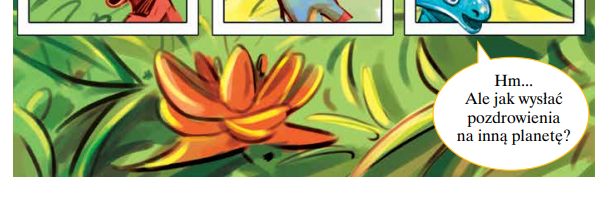 Hm...
Ale jak wysłać
pozdrowienia
na inną planetę?